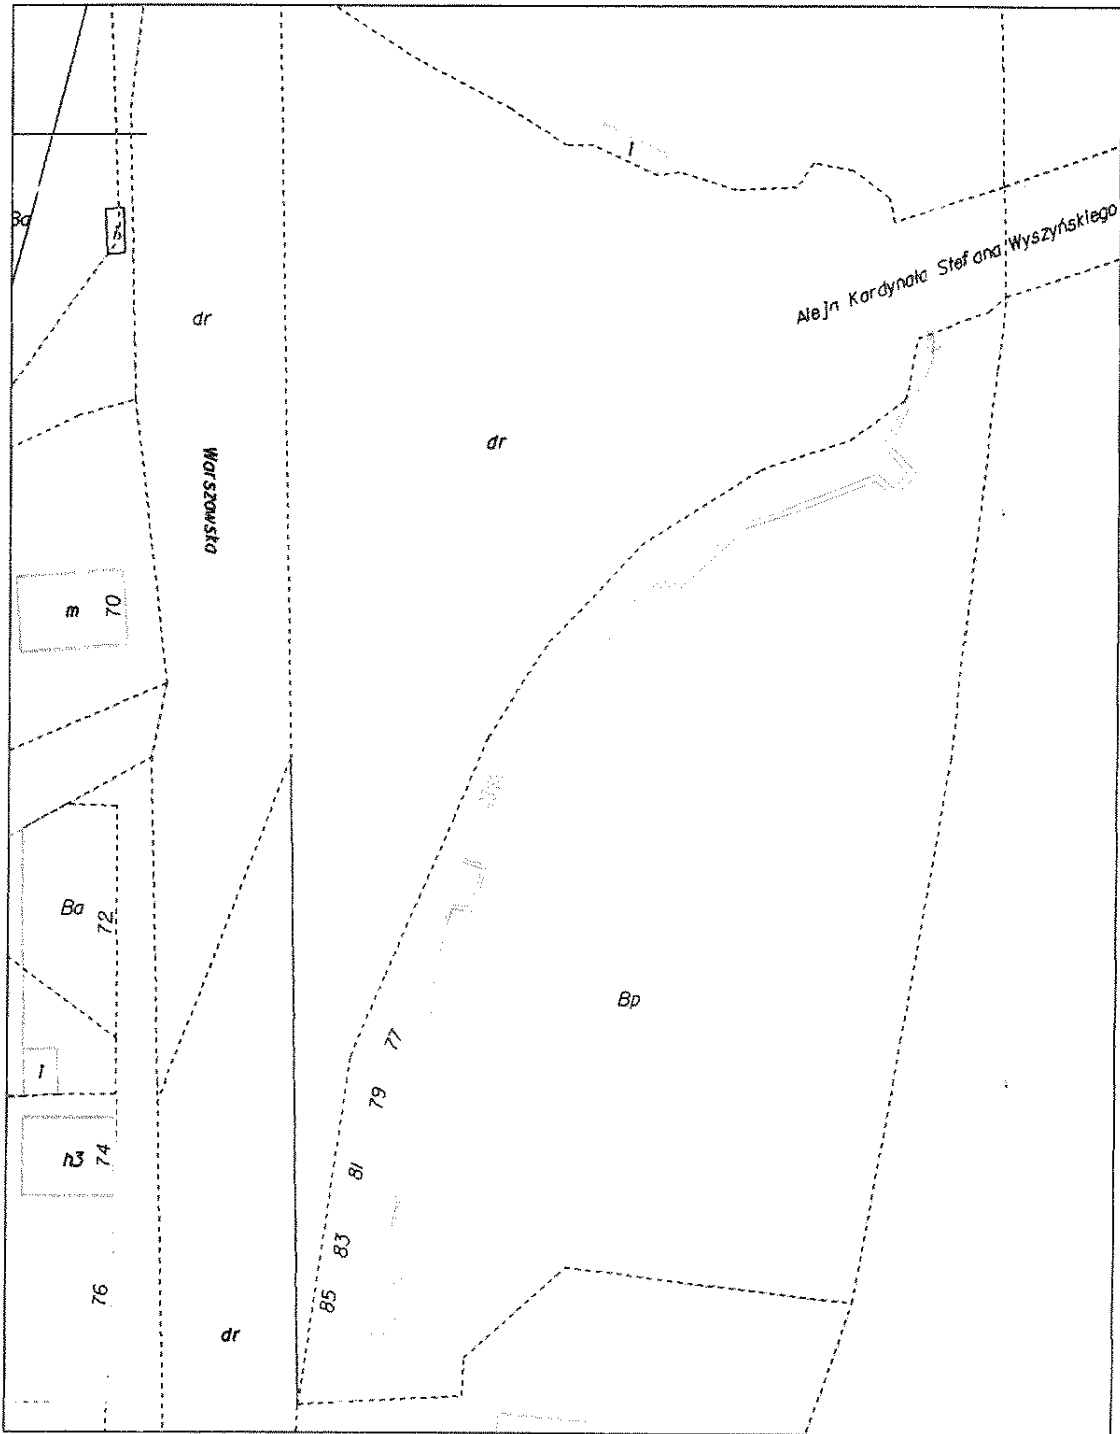 i
Ba
Aleja Kardynała Stefana Wyszyńskiego
dr
dr
Warszawska
m
70
Ba
72
Bp
77
i
79
h3
74
81
83
76
85
dr